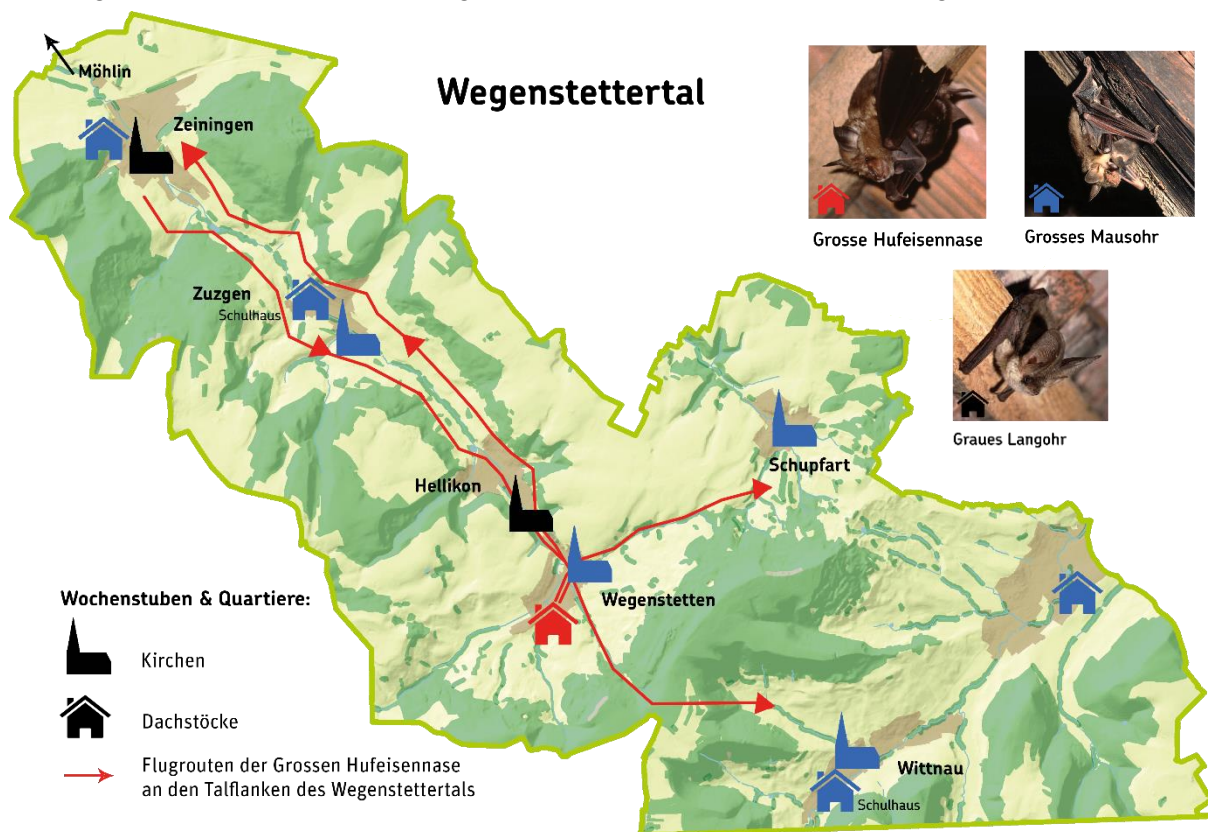 Wegenstettertal
Möhlin
Zeiningen
Zuzgen
Schulhaus
Hellikon
Wegenstetten
Schupfart
Wittnau
Schulhaus
Grosse Hufeisennase
Grosses Mausohr
Graues Langohr
Wochenstuben & Quartiere:
Kirchen
Dachstöcke
Flugrouten der Grossen Hufeisennase
an den Talflanken des Wegenstettertals